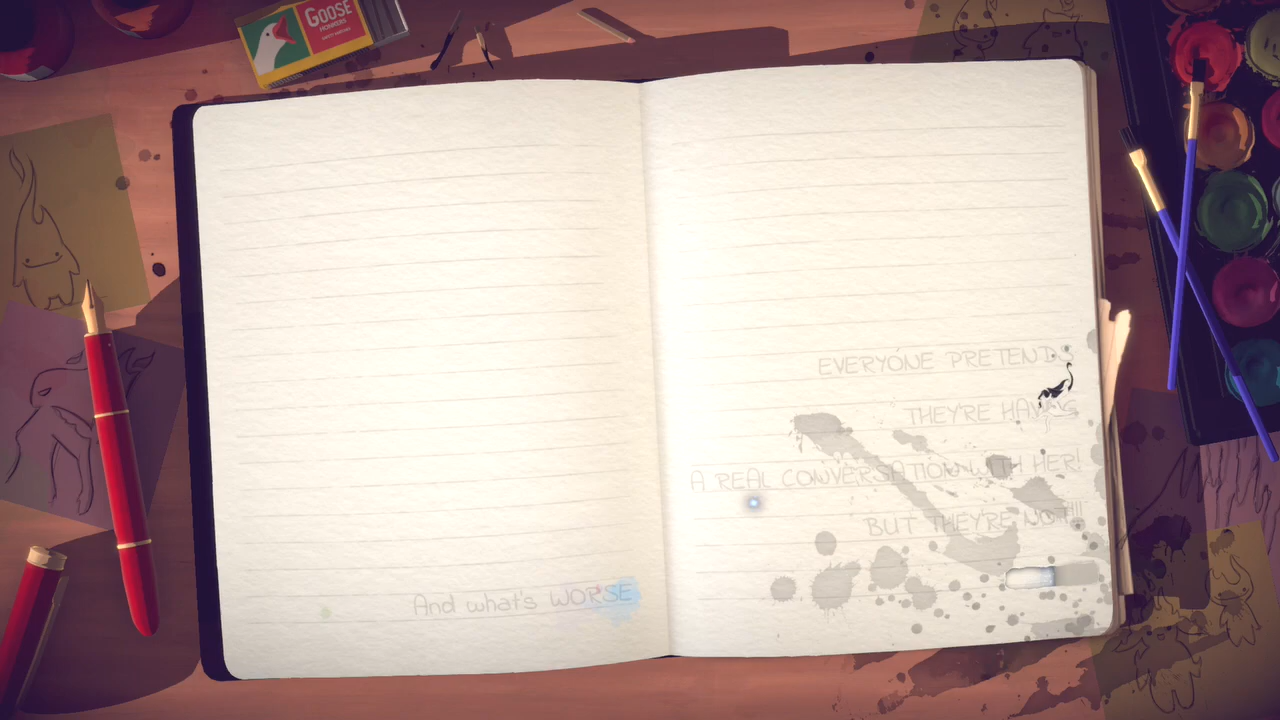 GOOSE
And what's WORSE
EVERYONE PRETENDS
THEY'RE HAVING
A REAL CONVERSATION WITH HER!
BUT THEY'RE NOT!!!